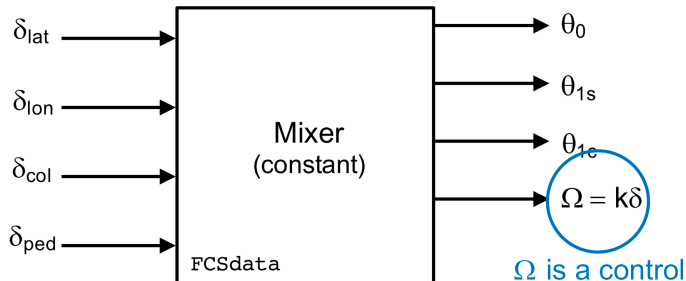 δlat
δlon
δcol
δped
Mixer
(constant)
FCSdata
θ0
θ1s
θ1c
Ω = kδ
Ω is a control